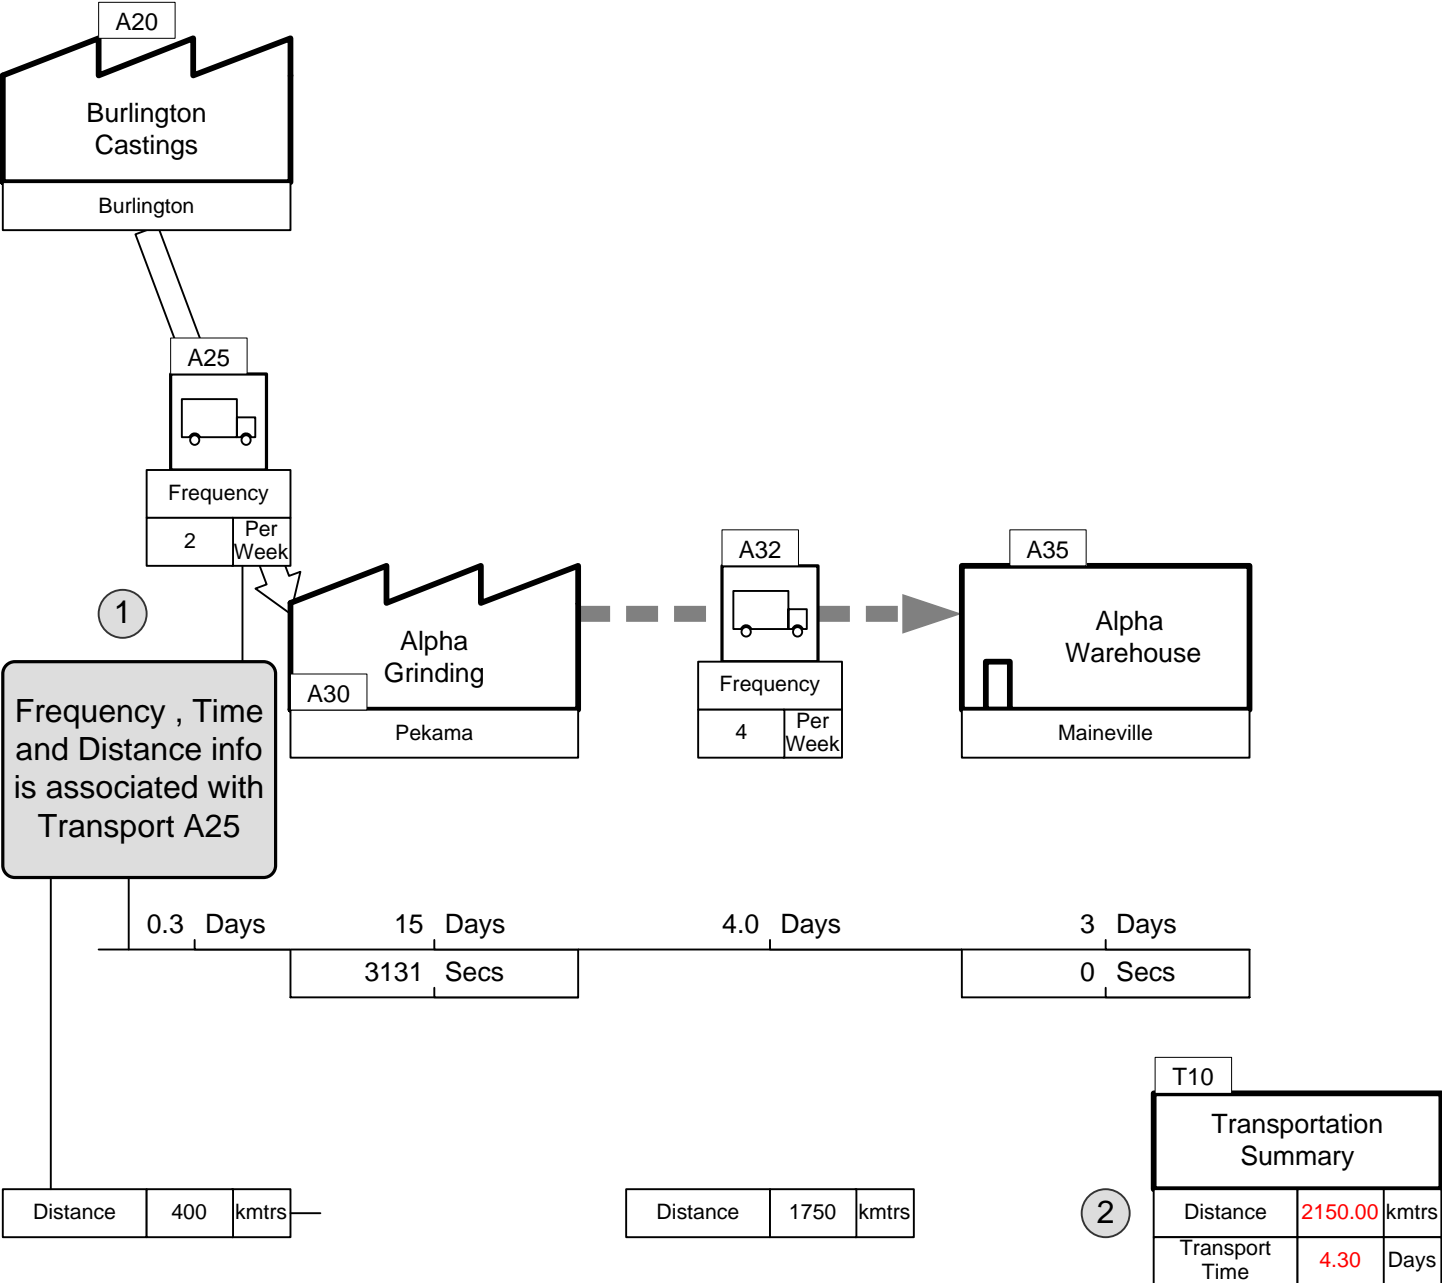 A20
Burlington
Castings
Burlington
A25
Frequency
2
Per
Week
A32
A35
1
Alpha
Grinding
A30
Pekama
Frequency
4
Per
Week
Alpha
Warehouse
Maineville
Frequency , Time
and Distance info
is associated with
Transport A25
0.3 Days
15 Days
4.0 Days
3 Days
3131 Secs
0 Secs
T10
Transportation
Summary
Distance 400 kmtrs
Distance 1750 kmtrs
2
Distance 2150.00 kmtrs
Transport
Time
4.30 Days